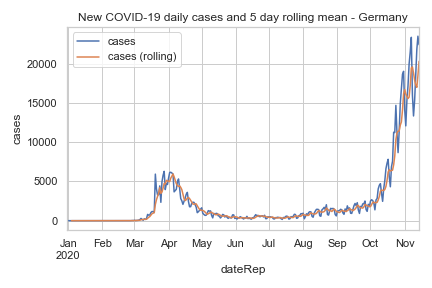 New COVID-19 daily cases and 5 day rolling mean - Germany
cases
cases (rolling)
cases
20000
15000
10000
5000
0
Jan Feb Mar Apr May Jun Jul Aug Sep Oct Nov
2020
dateRep